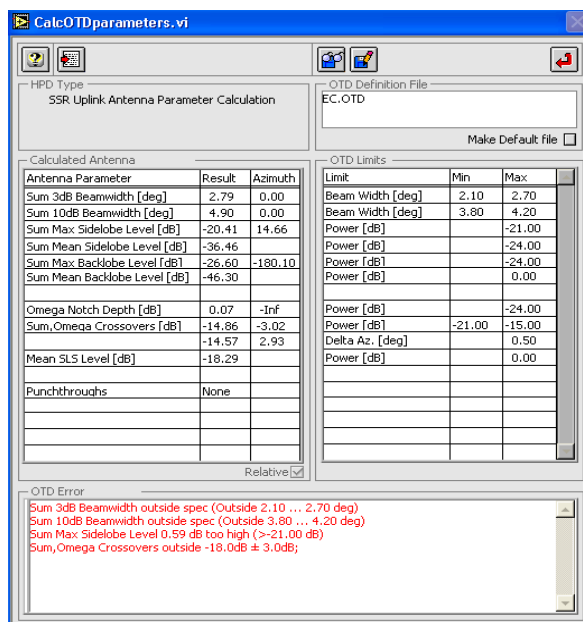 CalcOTDparameters.vi
HPD Type
SSR Uplink Antenna Parameter Calculation
OTD Definition File
EC.OTD
Make Default file
Calculated Antenna
Antenna Parameter Result Azimuth
Sum 3dB Beamwidth [deg] 2.79 0.00
Sum 10dB Beamwidth [deg] 4.90 0.00
Sum Max Sidelobe Level [dB] -20.41 14.66
Sum Mean Sidelobe Level [dB] -36.46
Sum Max Backlobe Level [dB] -26.60 -180.10
Sum Mean Backlobe Level [dB] -46.30
Omega Notch Depth [dB] 0.07 -Inf
Sum,Omega Crossovers [dB] -14.86 -3.02
-14.57 2.93
Mean SLS Level [dB] -18.29
Punchthroughs None
Relative
OTD Limits
Limit Min Max
Beam Width [deg] 2.10 2.70
Beam Width [deg] 3.80 4.20
Power [dB] -21.00
Power [dB] -24.00
Power [dB] -24.00
Power [dB] 0.00
Power [dB] -24.00
Power [dB] -21.00 -15.00
Delta Az. [deg] 0.50
Power [dB] 0.00
OTD Error
Sum 3dB Beamwidth outside spec (Outside 2.10 ... 2.70 deg)
Sum 10dB Beamwidth outside spec (Outside 3.80 ... 4.20 deg)
Sum Max Sidelobe Level 0.59 dB too high (>-21.00 dB)
Sum,Omega Crossovers outside -18.0dB ± 3.0dB;